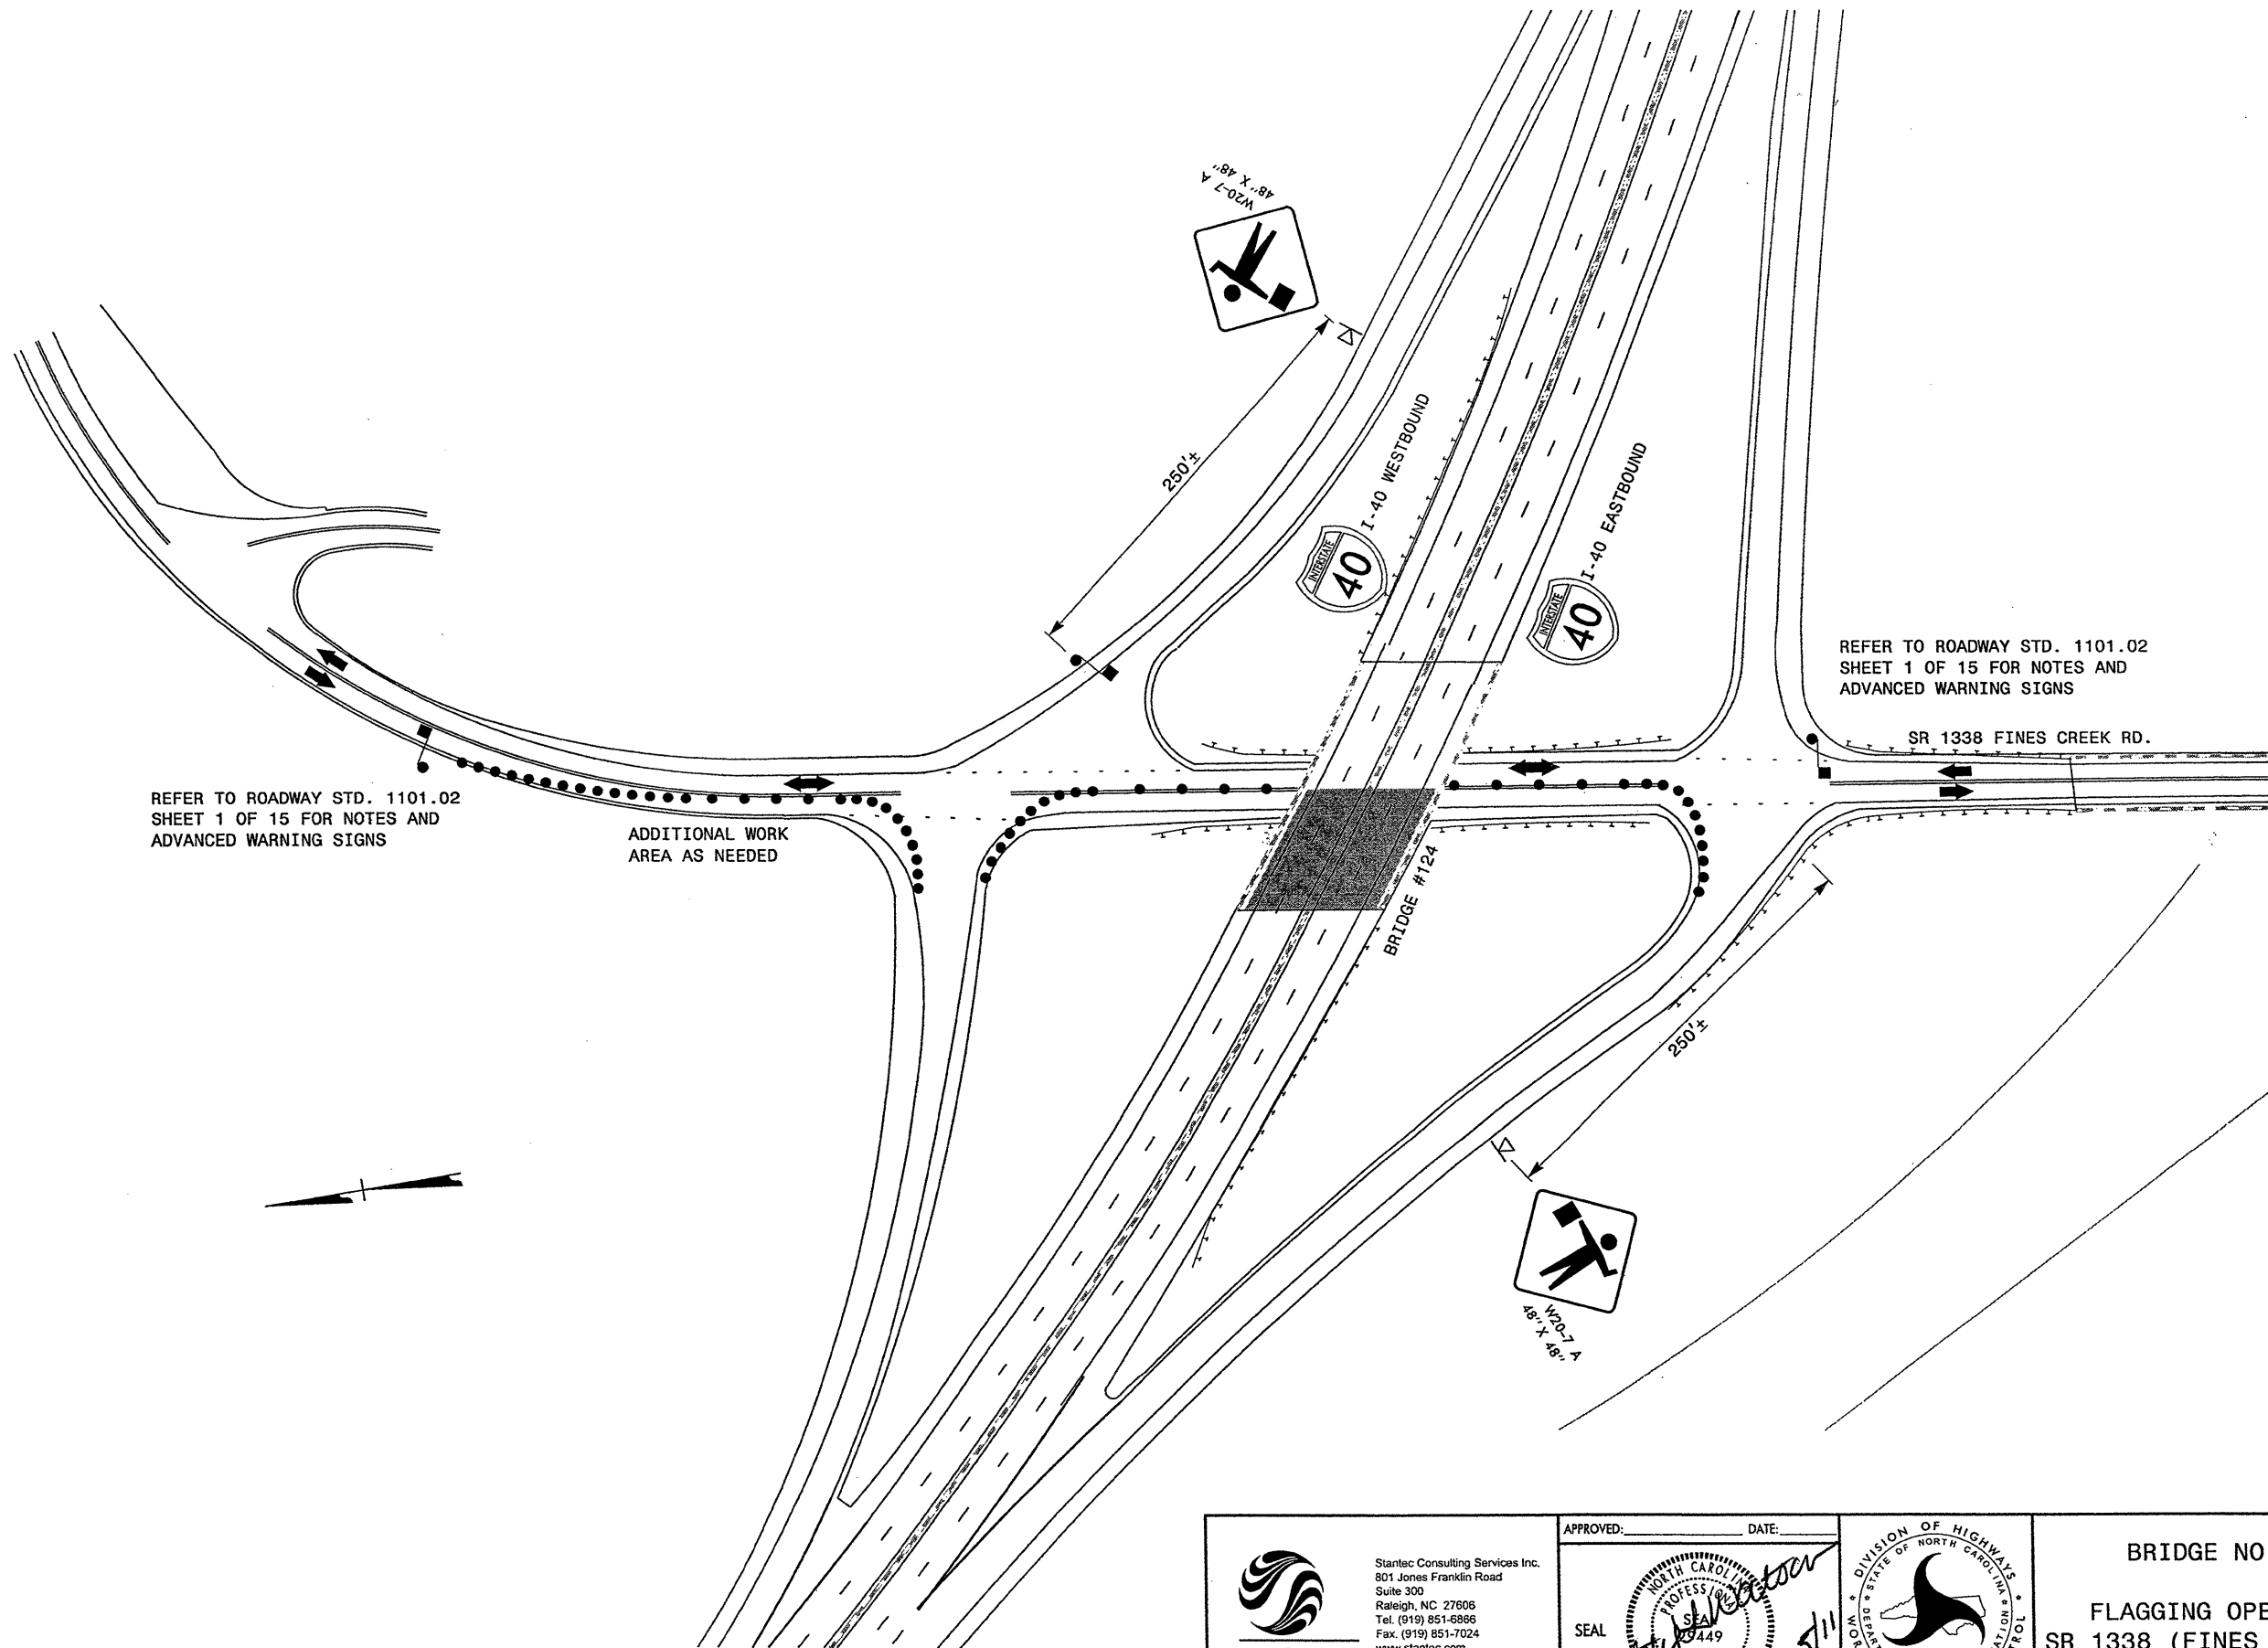 W20-7 A
48" X 48"
250'±
I-40 WESTBOUND
INTERSTATE
40
I-40 EASTBOUND
INTERSTATE
40
REFER TO ROADWAY STD. 1101.02
SHEET 1 OF 15 FOR NOTES AND
ADVANCED WARNING SIGNS
SR 1338 FINES CREEK RD.
REFER TO ROADWAY STD. 1101.02
SHEET 1 OF 15 FOR NOTES AND
ADVANCED WARNING SIGNS
ADDITIONAL WORK
AREA AS NEEDED
BRIDGE #124
250'±
W20-7 A
48" X 48"
Stantec Consulting Services Inc.
801 Jones Franklin Road
Suite 300
Raleigh, NC 27606
Tel. (919) 851-6866
Fax. (919) 851-7024
www.stantec.com
APPROVED: DATE:
SEAL
NORTH CAROLINA
SEAL
DIVISION OF HIGHWAYS
STATE OF NORTH CAROLINA
BRIDGE NO
FLAGGING OPE
SR 1338 (FINES